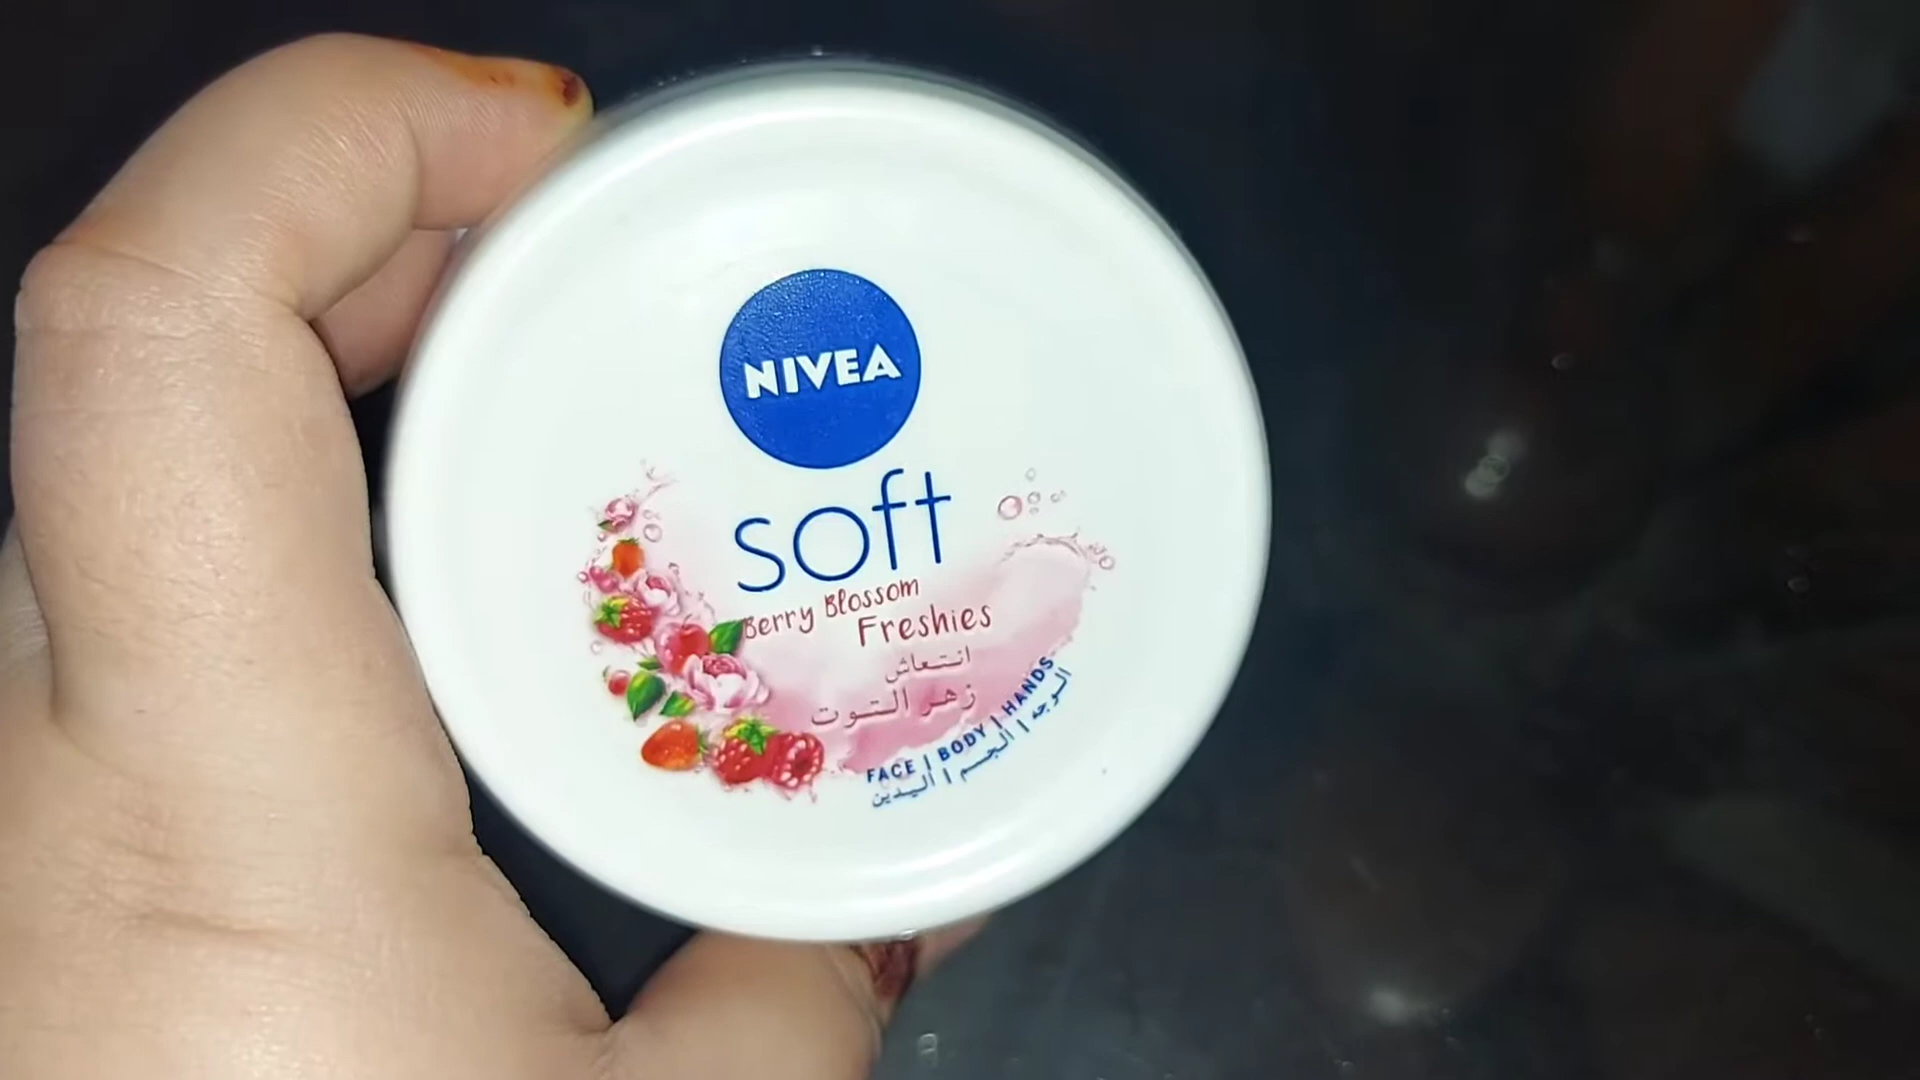 NIVEA
soft
Berry Blossom
Freshies
انتعاش
زهر التوت
FACE | BODY | HANDS
الوجه | الجسم | اليدين